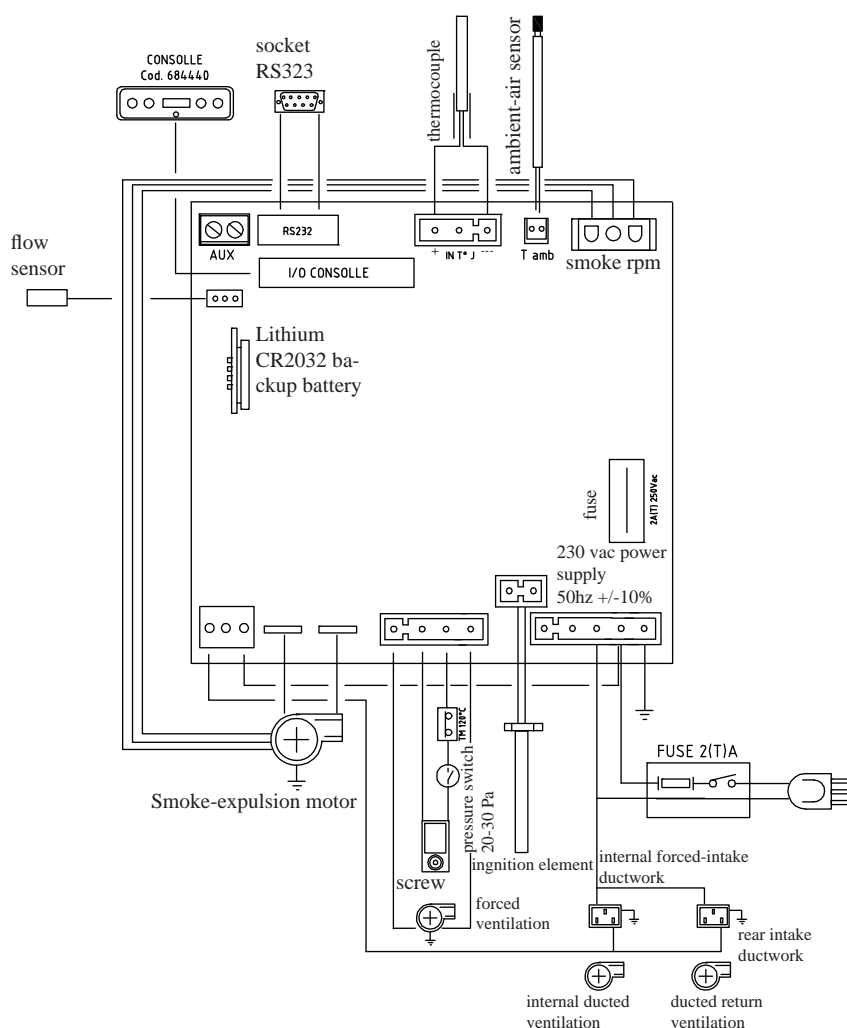 CONSOLLE
Cod. 684440
socket
RS323
thermocouple
ambient-air sensor
AUX
RS232
+ IN T° J ---
T amb
smoke rpm
flow
sensor
I/O CONSOLLE
Lithium
CR2032 ba-
ckup battery
fuse
2A(T) 250Vac
230 vac power
supply
50hz +/-10%
TM 120°C
pressure switch
20-30 Pa
FUSE 2(T)A
Smoke-expulsion motor
screw
ingnition element
internal forced-intake
ductwork
forced
ventilation
rear intake
ductwork
internal ducted
ventilation
ducted return
ventilation